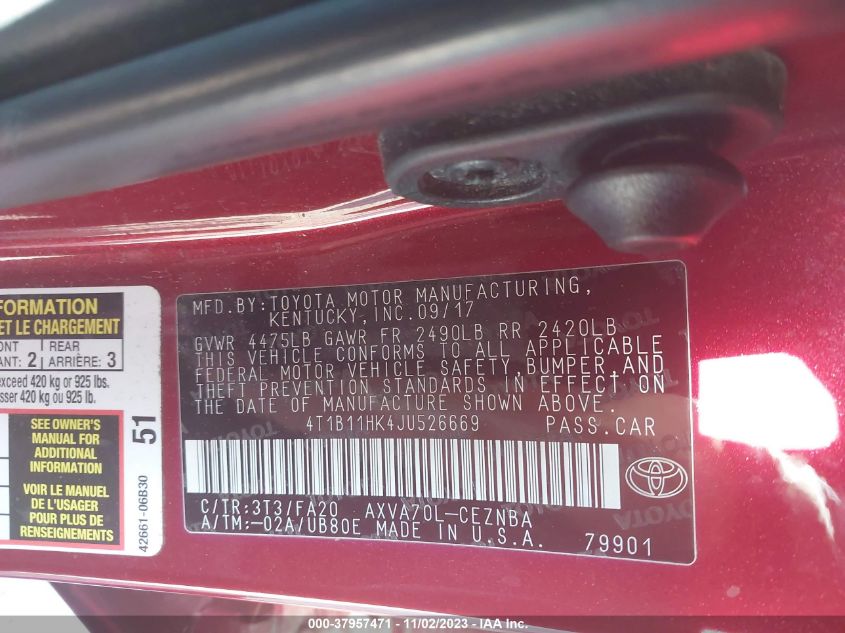 MFD. BY: TOYOTA MOTOR MANUFACTURING,
KENTUCKY, INC. 09/17
GVWR 4475LB GAWR FR 2490LB RR 2420LB
THIS VEHICLE CONFORMS TO ALL APPLICABLE
FEDERAL MOTOR VEHICLE SAFETY, BUMPER, AND
THEFT PREVENTION STANDARDS IN EFFECT ON
THE DATE OF MANUFACTURE SHOWN ABOVE.
4T1B11HK4JU526669 PASS. CAR
C/TR: 3T3/FA20 AXVA70L-CEZNBA
A/TM: -02A/UB80E MADE IN U.S.A.
79901
TOYOTA
FORMATION
ET LE CHARGEMENT
ONT REAR
ANT: 2 ARRIÈRE: 3
exceed 420 kg or 925 lbs.
sser 420 kg ou 925 lb.
SEE OWNER'S
MANUAL FOR
ADDITIONAL
INFORMATION
VOIR LE MANUEL
DE L'USAGER
POUR PLUS DE
RENSEIGNEMENTS
51
42661-06B30
000-37957471 - 11/02/2023 - IAA Inc.